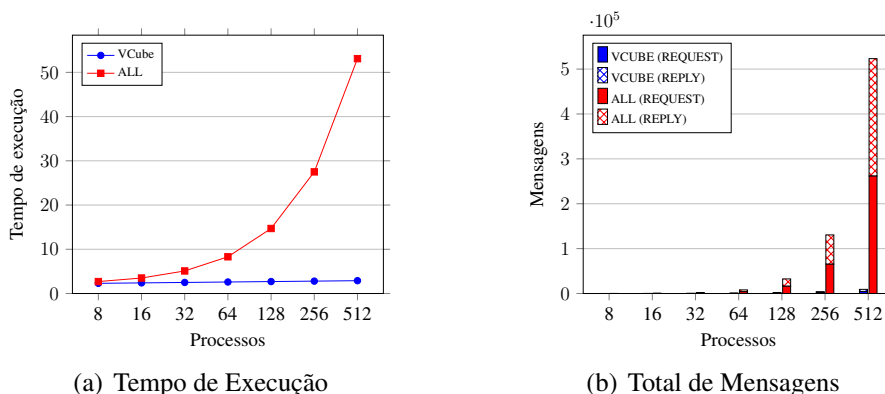 VCube
ALL
Tempo de execução
50
40
30
20
10
0
8 16 32 64 128 256 512
Processos
(a) Tempo de Execução
·10^5
VCUBE (REQUEST)
VCUBE (REPLY)
ALL (REQUEST)
ALL (REPLY)
Mensagens
5
4
3
2
1
0
8 16 32 64 128 256 512
Processos
(b) Total de Mensagens